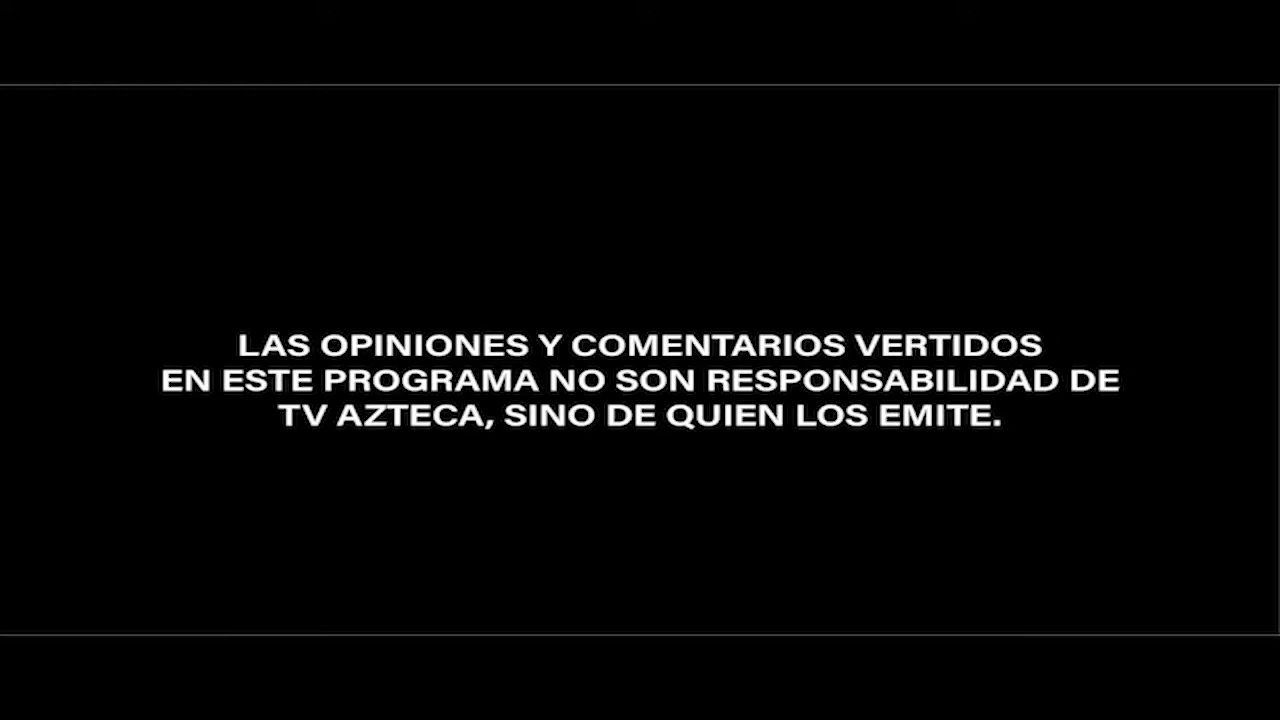 LAS OPINIONES Y COMENTARIOS VERTIDOS
EN ESTE PROGRAMA NO SON RESPONSABILIDAD DE
TV AZTECA, SINO DE QUIEN LOS EMITE.